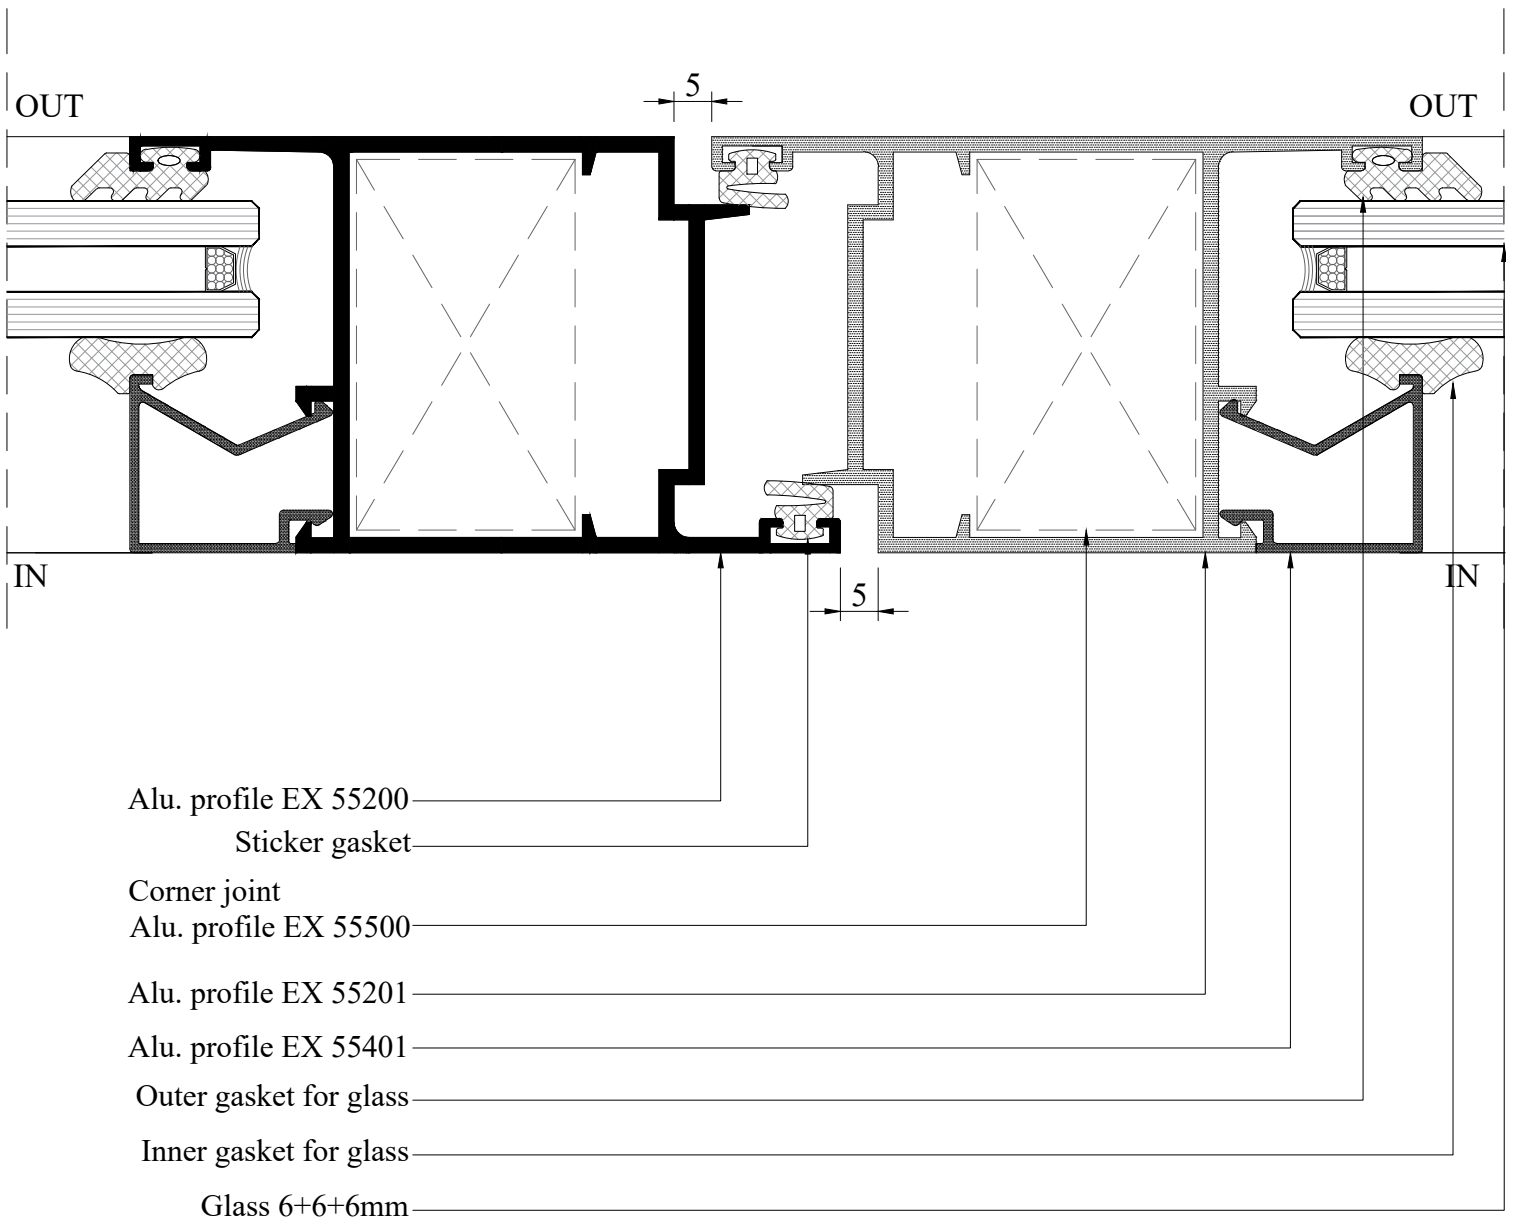 5
OUT
OUT
IN
IN
5
Alu. profile EX 55200
Sticker gasket
Corner joint
Alu. profile EX 55500
Alu. profile EX 55201
Alu. profile EX 55401
Outer gasket for glass
Inner gasket for glass
Glass 6+6+6mm